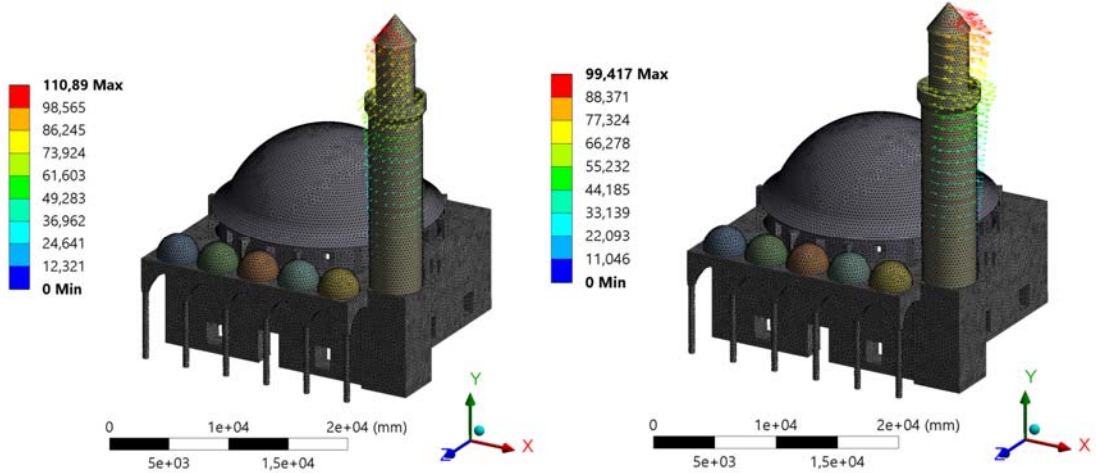 110,89 Max
98,565
86,245
73,924
61,603
49,283
36,962
24,641
12,321
0 Min
0
1e+04
2e+04 (mm)
5e+03
1,5e+04
Y
Z
X
99,417 Max
88,371
77,324
66,278
55,232
44,185
33,139
22,093
11,046
0 Min
0
1e+04
2e+04 (mm)
5e+03
1,5e+04
Y
Z
X